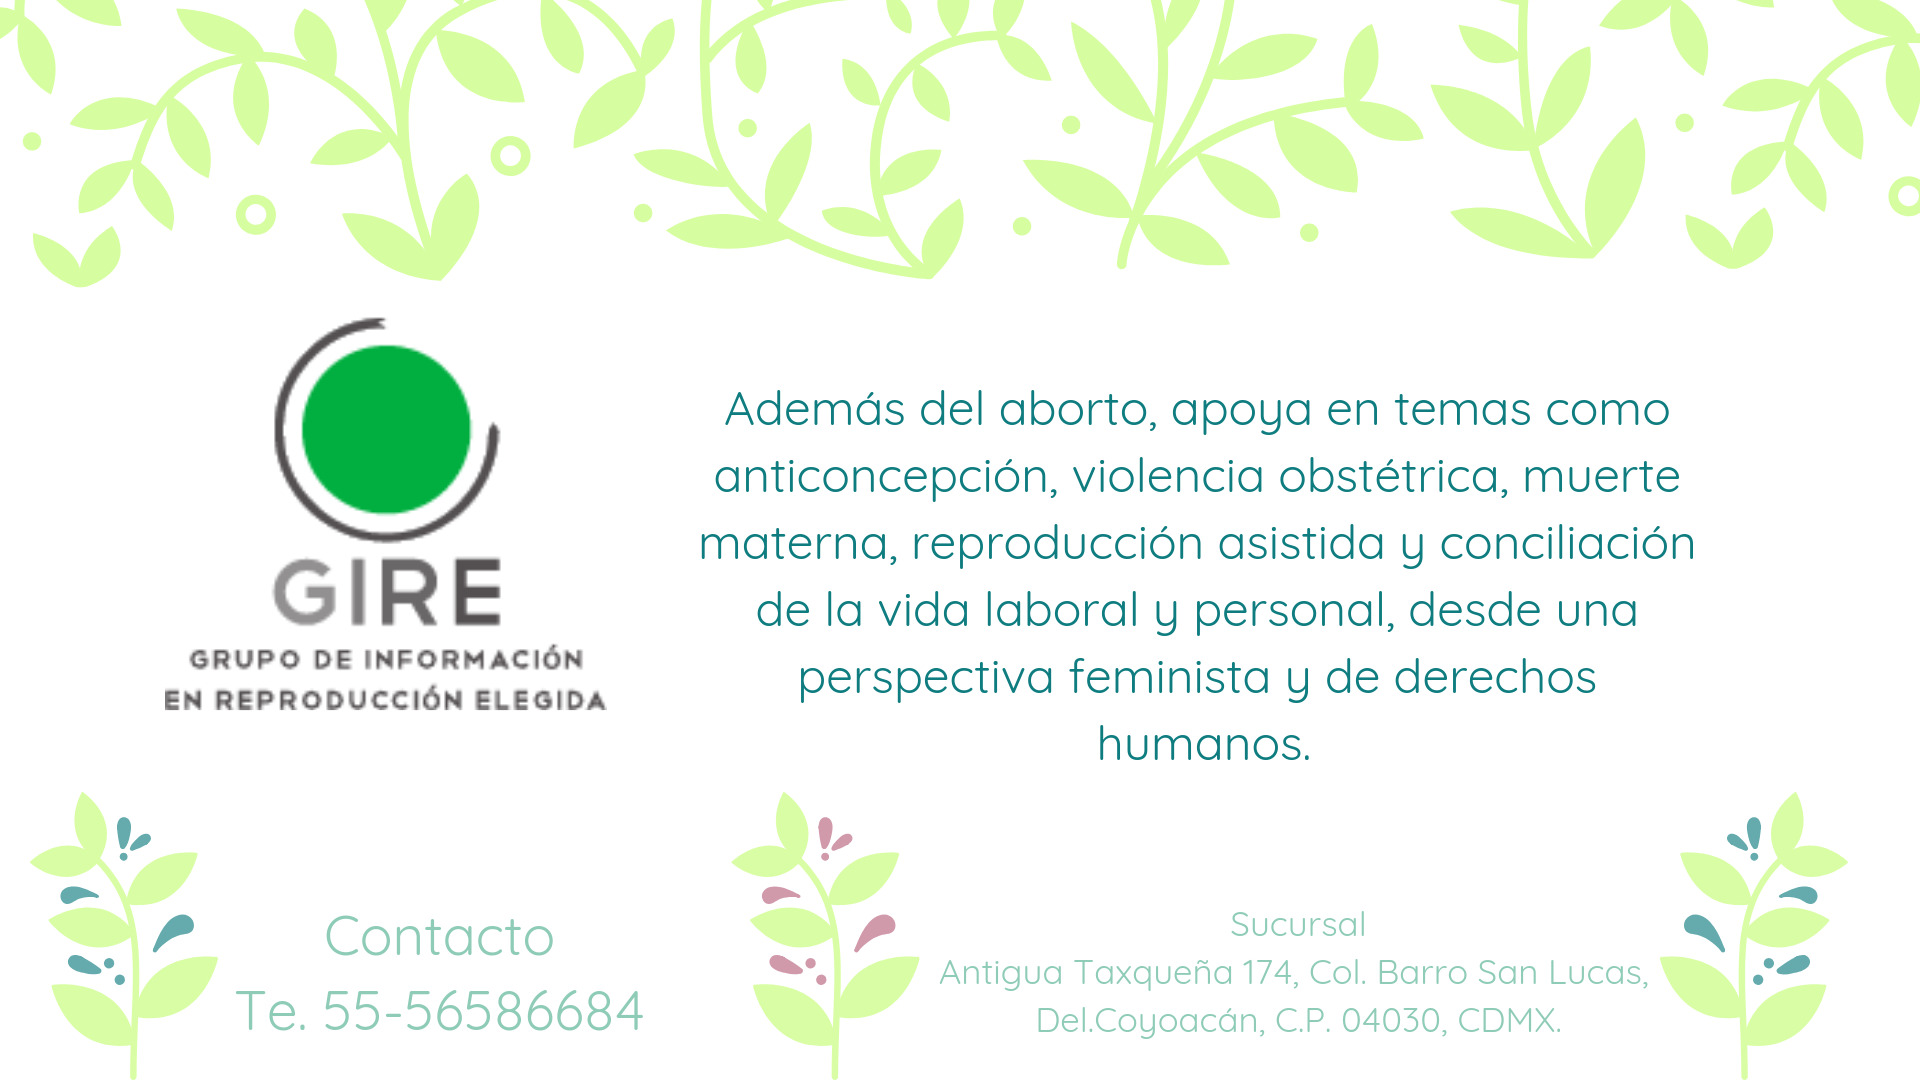 GIRE
GRUPO DE INFORMACIÓN
EN REPRODUCCIÓN ELEGIDA
Además del aborto, apoya en temas como
anticoncepción, violencia obstétrica, muerte
materna, reproducción asistida y conciliación
de la vida laboral y personal, desde una
perspectiva feminista y de derechos
humanos.
Contacto
Te. 55-56586684
Sucursal
Antigua Taxqueña 174, Col. Barro San Lucas,
Del.Coyoacán, C.P. 04030, CDMX.